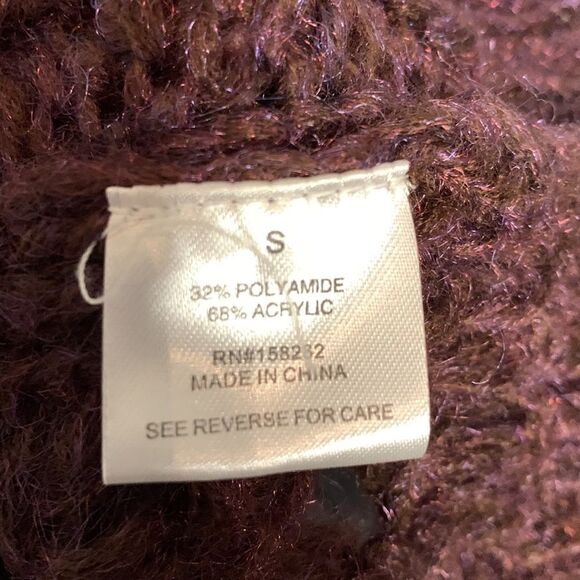 S
32% POLYAMIDE
68% ACRYLIC
RN#158232
MADE IN CHINA
SEE REVERSE FOR CARE